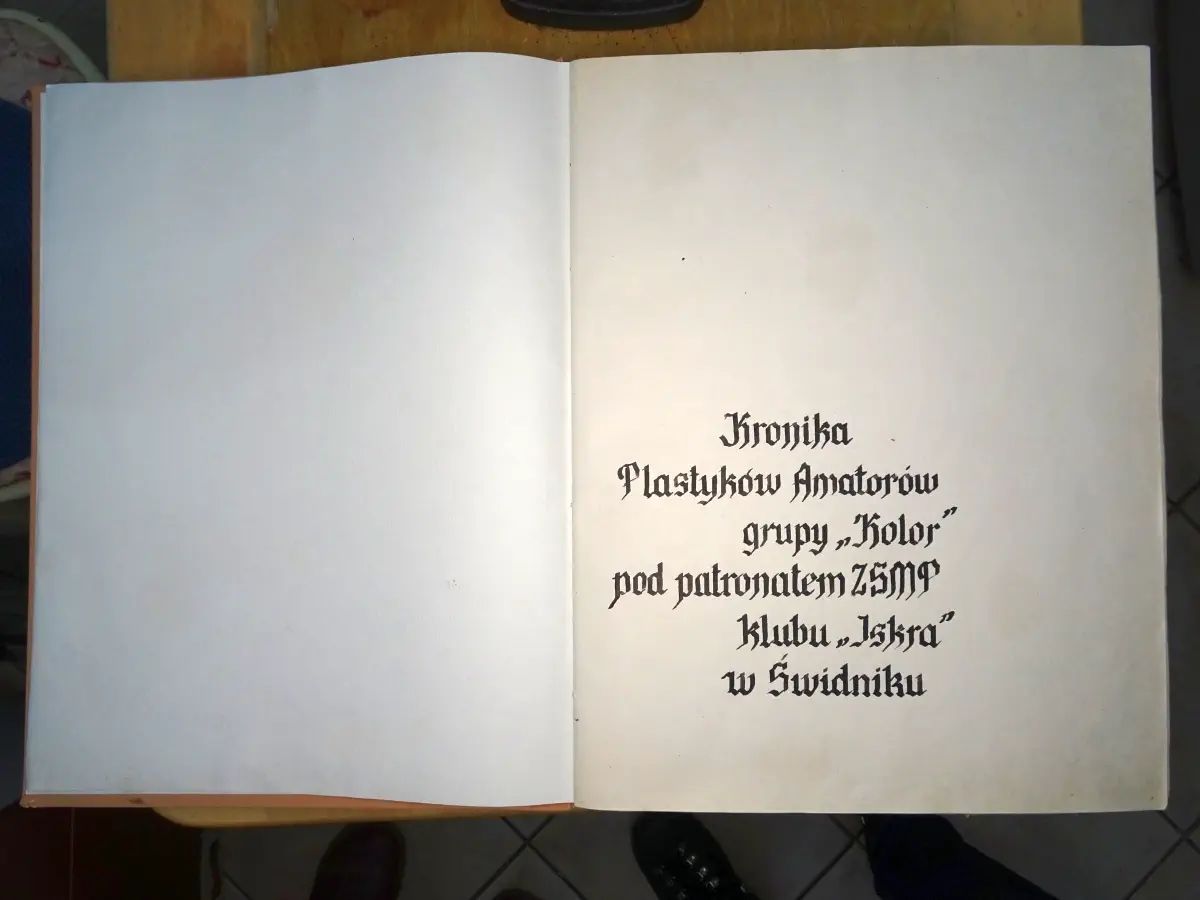 Kronika
Plastyków Amatorów
grupy „Kolor”
pod patronatem ZSMP
klubu „Iskra”
w Świdniku